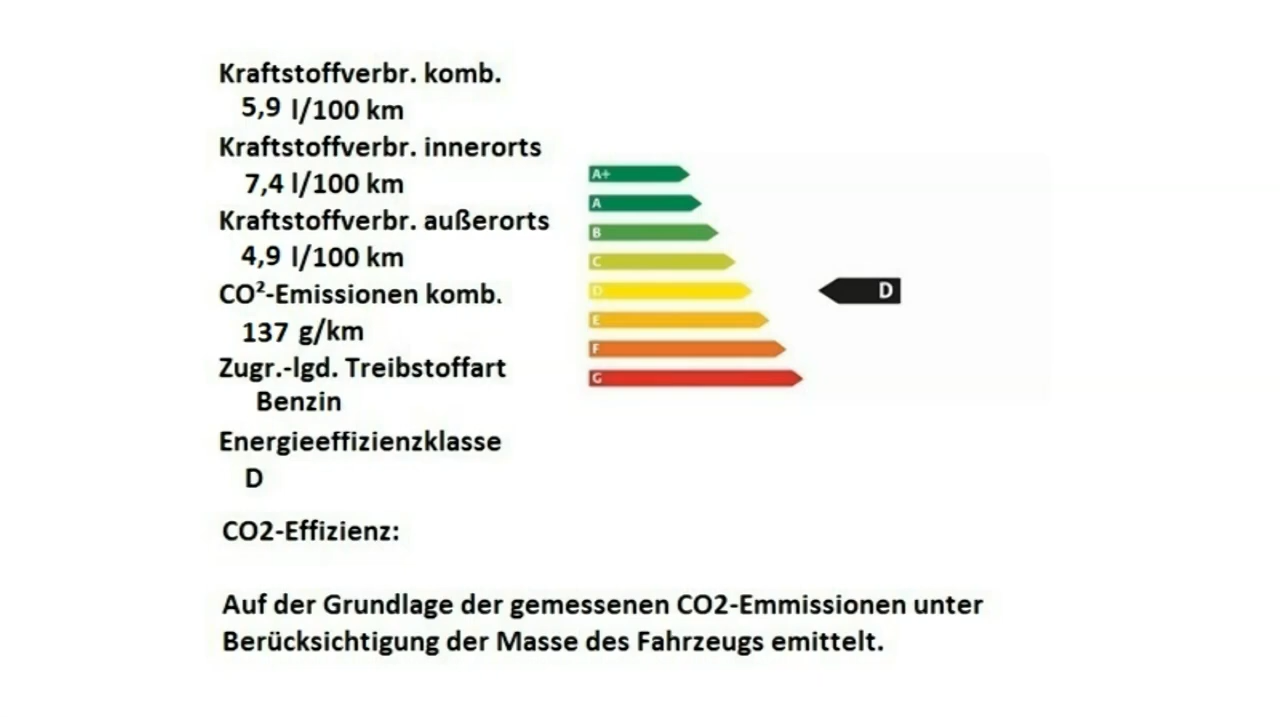 Kraftstoffverbr. komb.
5,9 l/100 km
Kraftstoffverbr. innerorts
7,4 l/100 km
Kraftstoffverbr. außerorts
4,9 l/100 km
CO²-Emissionen komb.
137 g/km
Zugr.-lgd. Treibstoffart
Benzin
Energieeffizienzklasse
D
A+
A
B
C
D
E
F
G
D
CO2-Effizienz:
Auf der Grundlage der gemessenen CO2-Emmissionen unter
Berücksichtigung der Masse des Fahrzeugs emittelt.